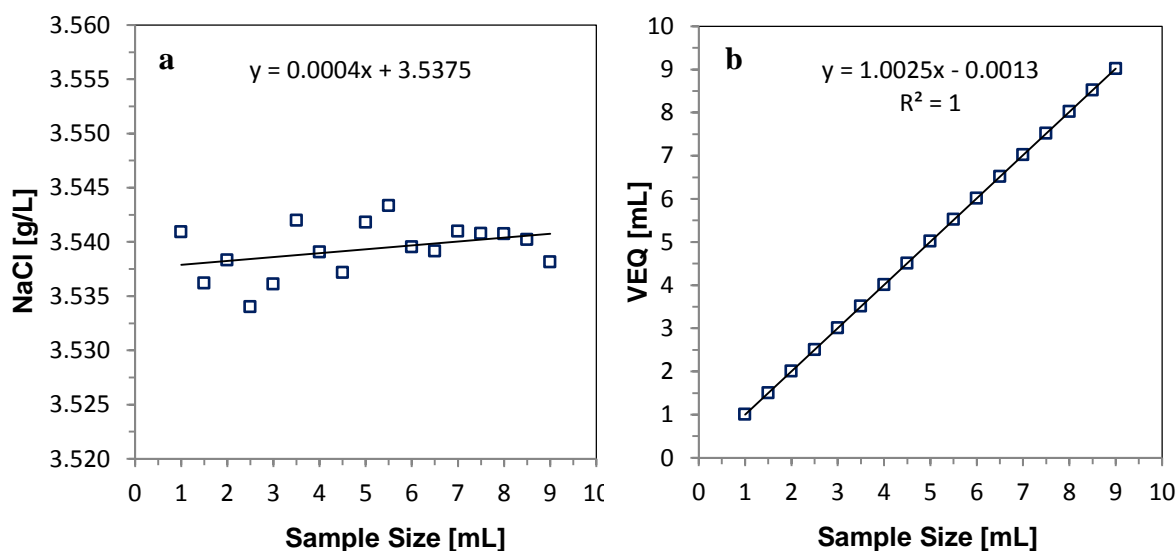 a
y = 0.0004x + 3.5375
NaCl [g/L]
3.560
3.555
3.550
3.545
3.540
3.535
3.530
3.525
3.520
0 1 2 3 4 5 6 7 8 9 10
Sample Size [mL]
b
y = 1.0025x - 0.0013
R² = 1
VEQ [mL]
10
9
8
7
6
5
4
3
2
1
0
0 1 2 3 4 5 6 7 8 9 10
Sample Size [mL]